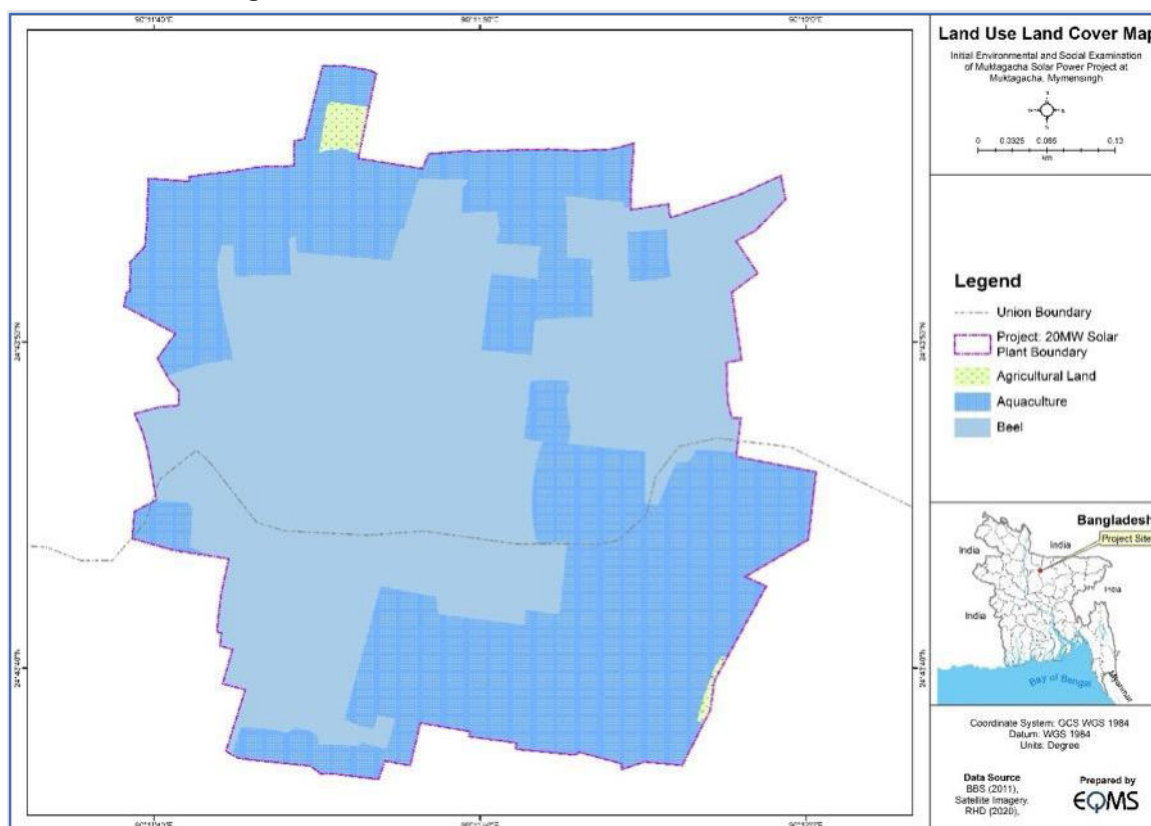 Land Use Land Cover Map
Initial Environmental and Social Examination
of Muktagacha Solar Power Project at
Muktagacha, Mymensingh
0 0.0325 0.065 0.13
km
Legend
Union Boundary
Project: 20MW Solar
Plant Boundary
Agricultural Land
Aquaculture
Beel
Bangladesh
Project Site
India
India
India
India
Bay of Bengal
Myanmar
Coordinate System: GCS WGS 1984
Datum: WGS 1984
Units: Degree
Data Source
BBS (2011),
Satellite Imagery,
RHD (2020),
Prepared by
EQMS